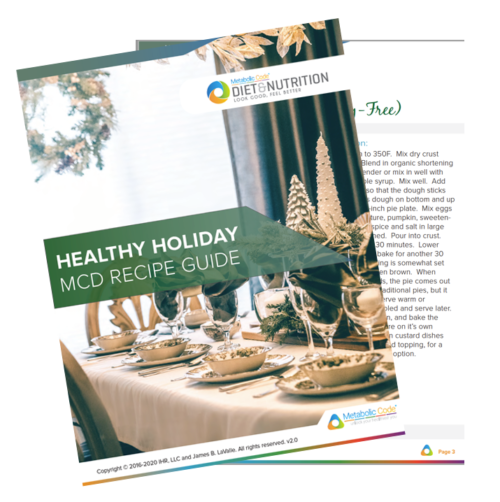 Metabolic Code
DIET&NUTRITION
LOOK GOOD, FEEL BETTER
HEALTHY HOLIDAY
MCD RECIPE GUIDE
Metabolic Code
Copyright © 2016-2020 IHR, LLC and James B. LaValle. All rights reserved. v2.0
-Free)
to 350F. Mix dry crust
Blend in organic shortening
ender or mix in well with
le syrup. Mix well. Add
so that the dough sticks
dough on bottom and up
-inch pie plate. Mix eggs
ture, pumpkin, sweeten-
spice and salt in large
ned. Pour into crust.
30 minutes. Lower
bake for another 30
ng is somewhat set
en brown. When
s, the pie comes out
aditional pies, but it
erve warm or
oled and serve later.
n, and bake the
re on it's own
n custard dishes
d topping, for a
option.
Page 3